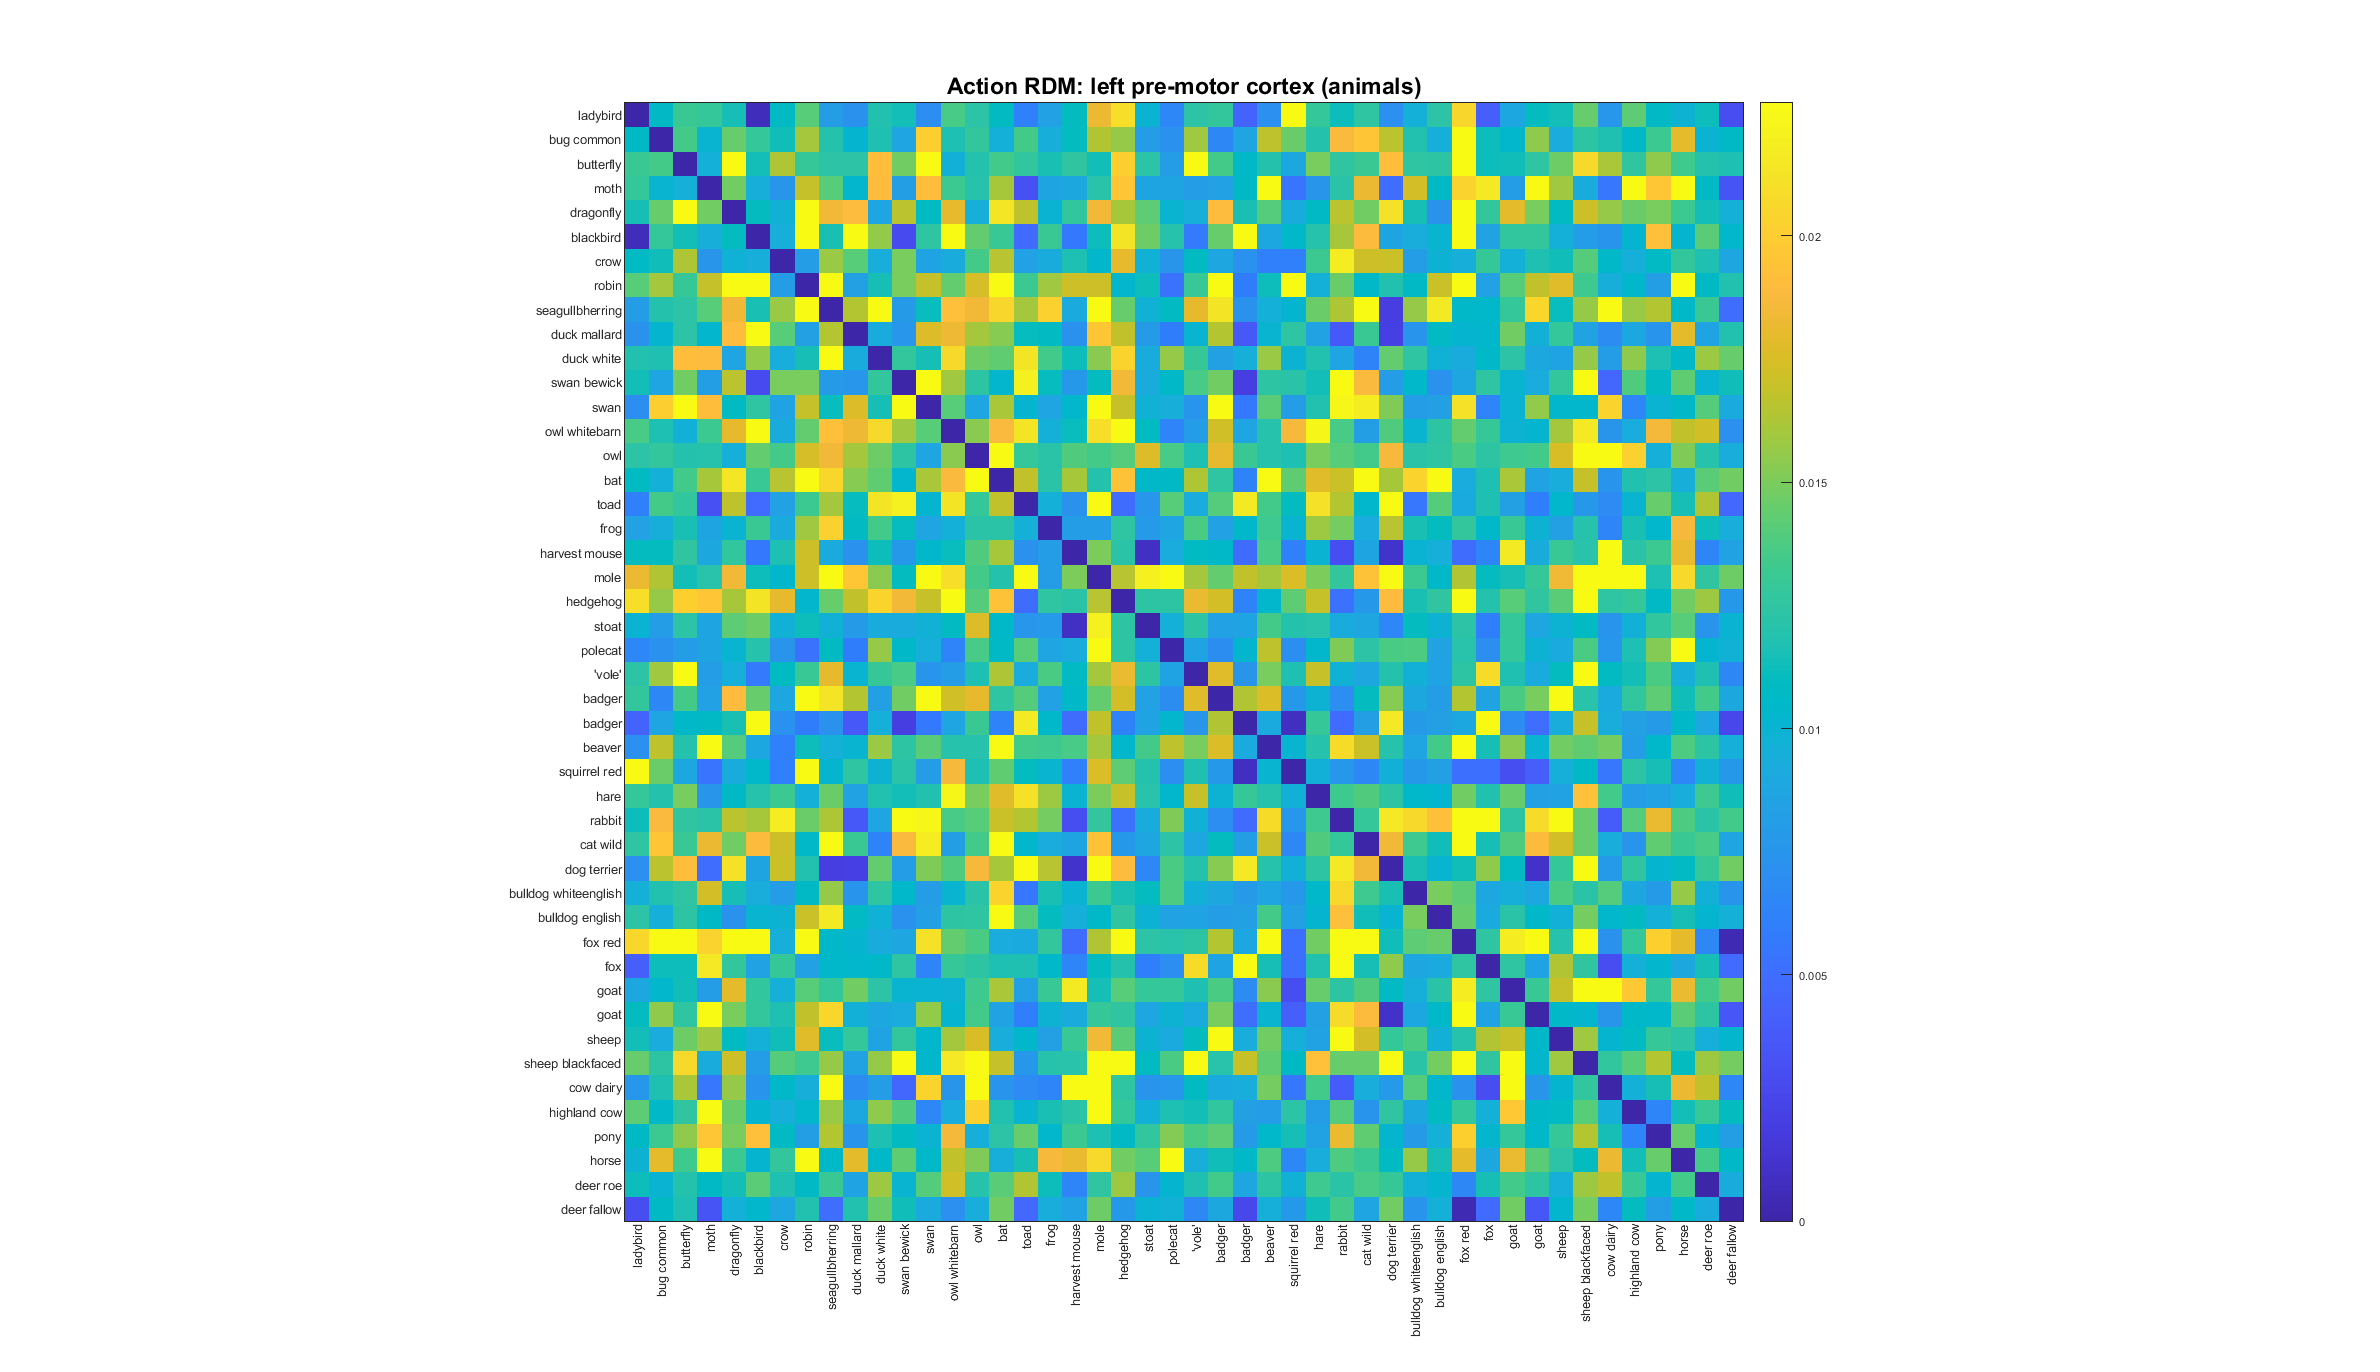 Action RDM: left pre-motor cortex (animals)
ladybird
bug common
butterfly
moth
dragonfly
blackbird
crow
robin
seagullbherring
duck mallard
duck white
swan bewick
swan
owl whitebarn
owl
bat
toad
frog
harvest mouse
mole
hedgehog
stoat
polecat
'vole'
badger
badger
beaver
squirrel red
hare
rabbit
cat wild
dog terrier
bulldog whiteenglish
bulldog english
fox red
fox
goat
goat
sheep
sheep blackfaced
cow dairy
highland cow
pony
horse
deer roe
deer fallow
ladybird
bug common
butterfly
moth
dragonfly
blackbird
crow
robin
seagullbherring
duck mallard
duck white
swan bewick
swan
owl whitebarn
owl
bat
toad
frog
harvest mouse
mole
hedgehog
stoat
polecat
'vole'
badger
badger
beaver
squirrel red
hare
rabbit
cat wild
dog terrier
bulldog whiteenglish
bulldog english
fox red
fox
goat
goat
sheep
sheep blackfaced
cow dairy
highland cow
pony
horse
deer roe
deer fallow
0.02
0.015
0.01
0.005
0